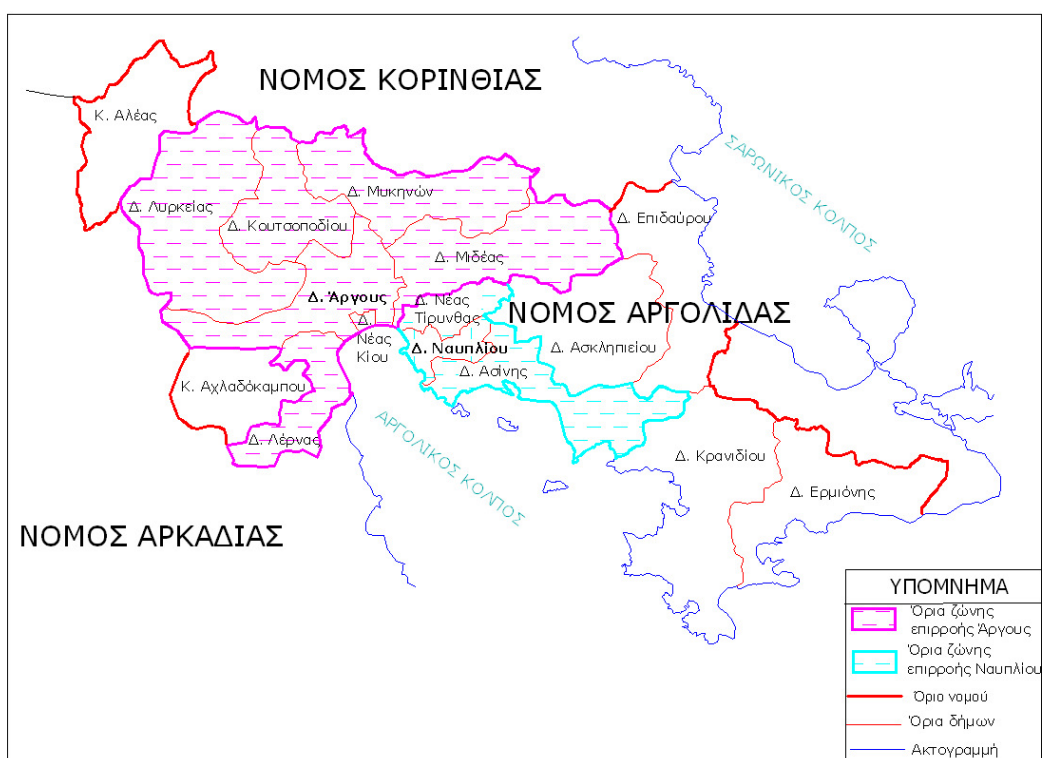 ΝΟΜΟΣ ΚΟΡΙΝΘΙΑΣ
Κ. Αλέας
ΣΑΡΩΝΙΚΟΣ ΚΟΛΠΟΣ
Δ. Μυκηνών
Δ. Λυρκείας
Δ. Κουτσοποδίου
Δ. Επιδαύρου
Δ. Μιδέας
Δ. Άργους
Δ. Νέας
Τίρυνθας
ΝΟΜΟΣ ΑΡΓΟΛΙΔΑΣ
Δ.
Νέας
Κίου
Δ. Ναυπλίου
Δ. Ασκληπιείου
Δ. Ασίνης
Κ. Αχλαδόκαμπου
ΑΡΓΟΛΙΚΟΣ ΚΟΛΠΟΣ
Δ. Λέρνας
Δ. Κρανιδίου
Δ. Ερμιόνης
ΝΟΜΟΣ ΑΡΚΑΔΙΑΣ
ΥΠΟΜΝΗΜΑ
Όρια ζώνης
επιρροής Άργους
Όρια ζώνης
επιρροής Ναυπλίου
Όριο νομού
Όρια δήμων
Ακτογραμμή